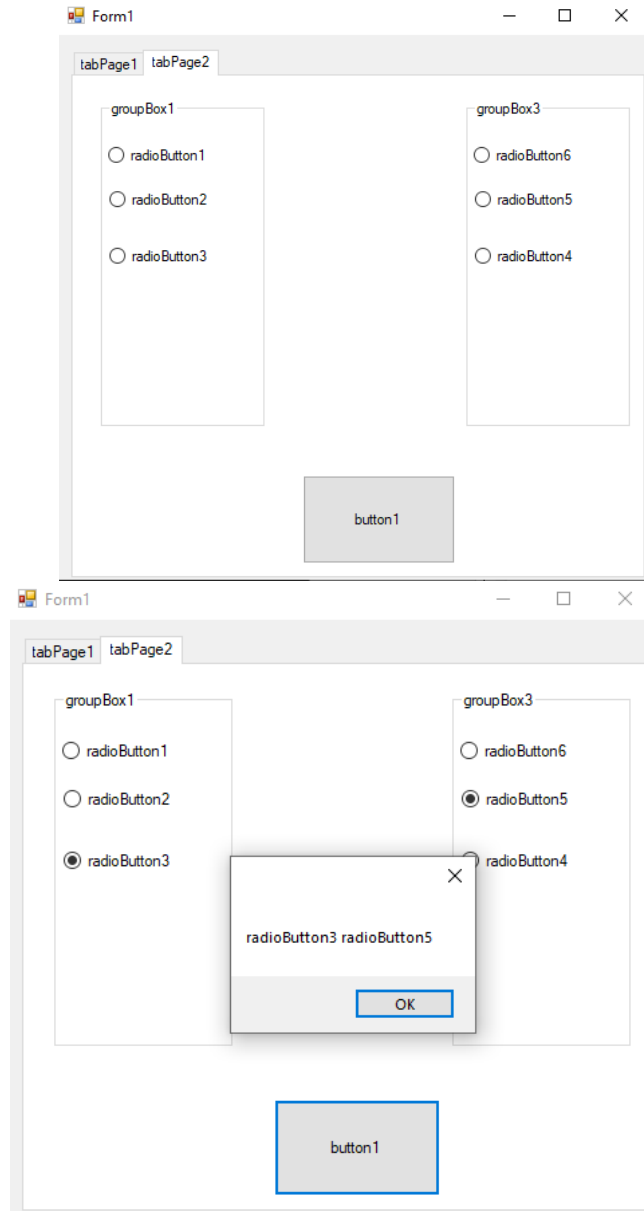 Form1
tabPage1 tabPage2
groupBox1 groupBox3
radioButton1 radioButton6
radioButton2 radioButton5
radioButton3 radioButton4
button1
Form1
tabPage1 tabPage2
groupBox1 groupBox3
radioButton1 radioButton6
radioButton2 radioButton5
radioButton3 radioButton4
radioButton3 radioButton5
OK
button1